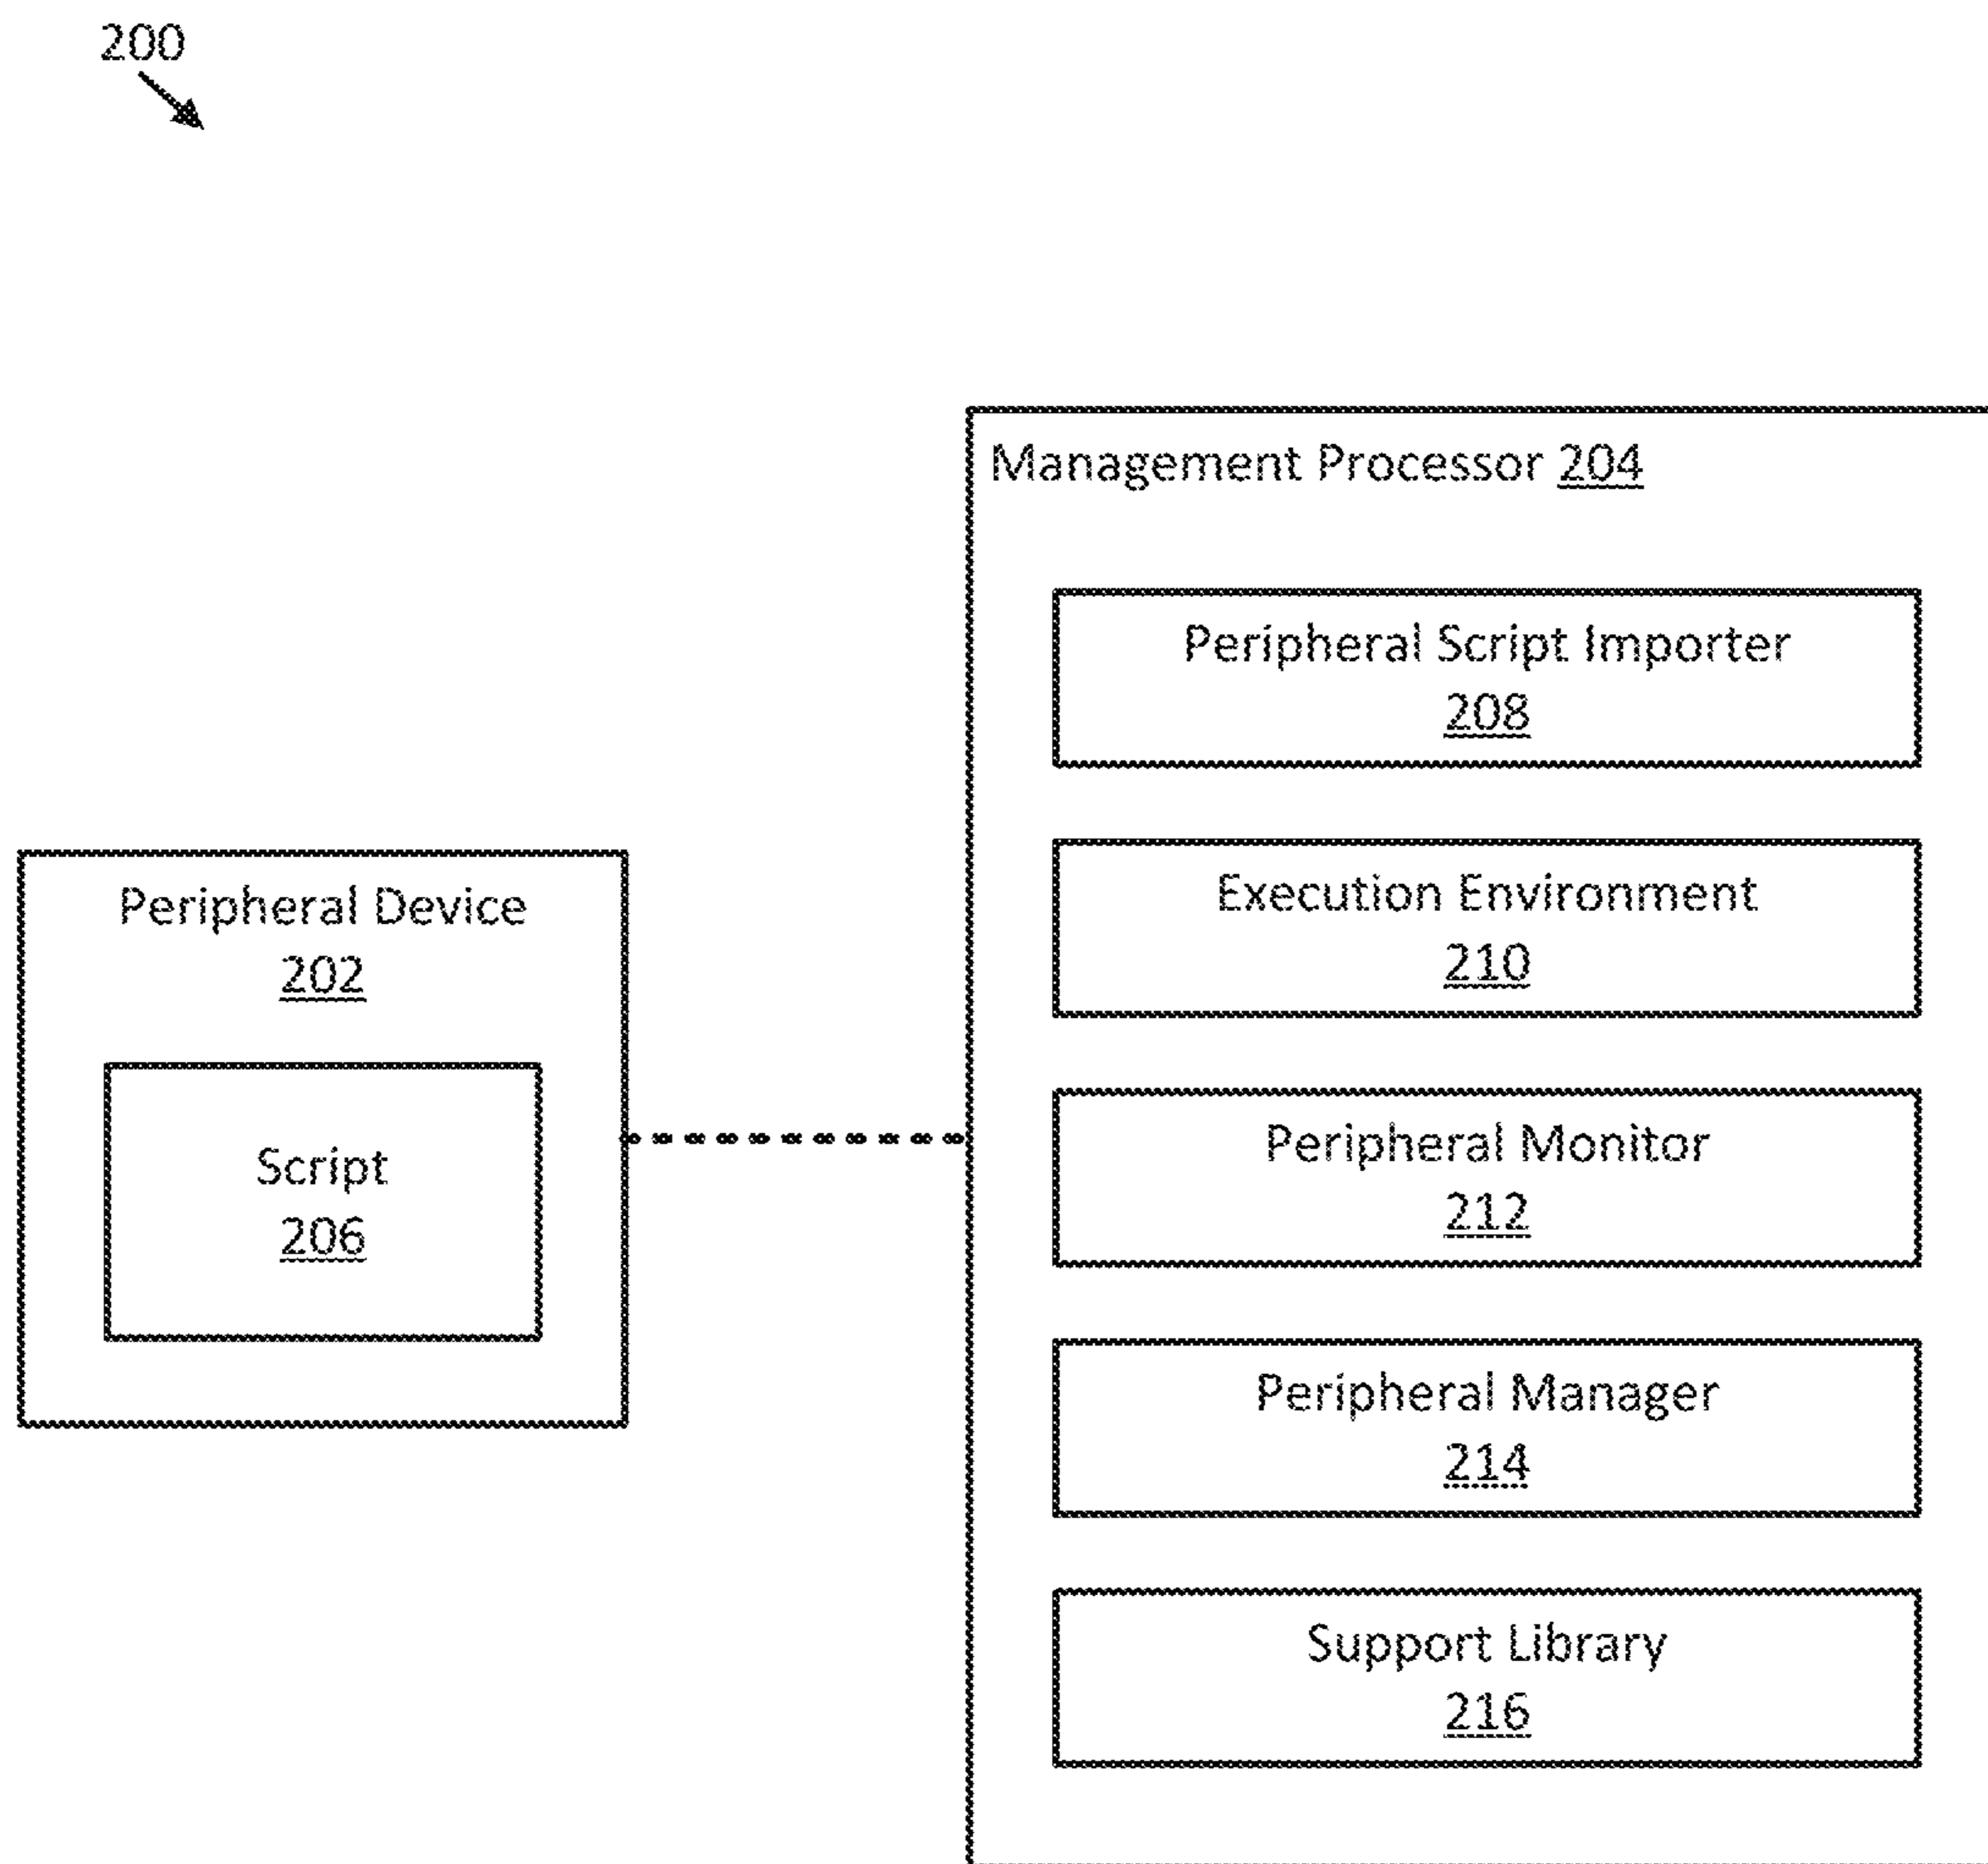 200
Management Processor 204
Peripheral Script Importer
208
Execution Environment
210
Peripheral Device
202
Peripheral Monitor
212
Script
206
Peripheral Manager
214
Support Library
216